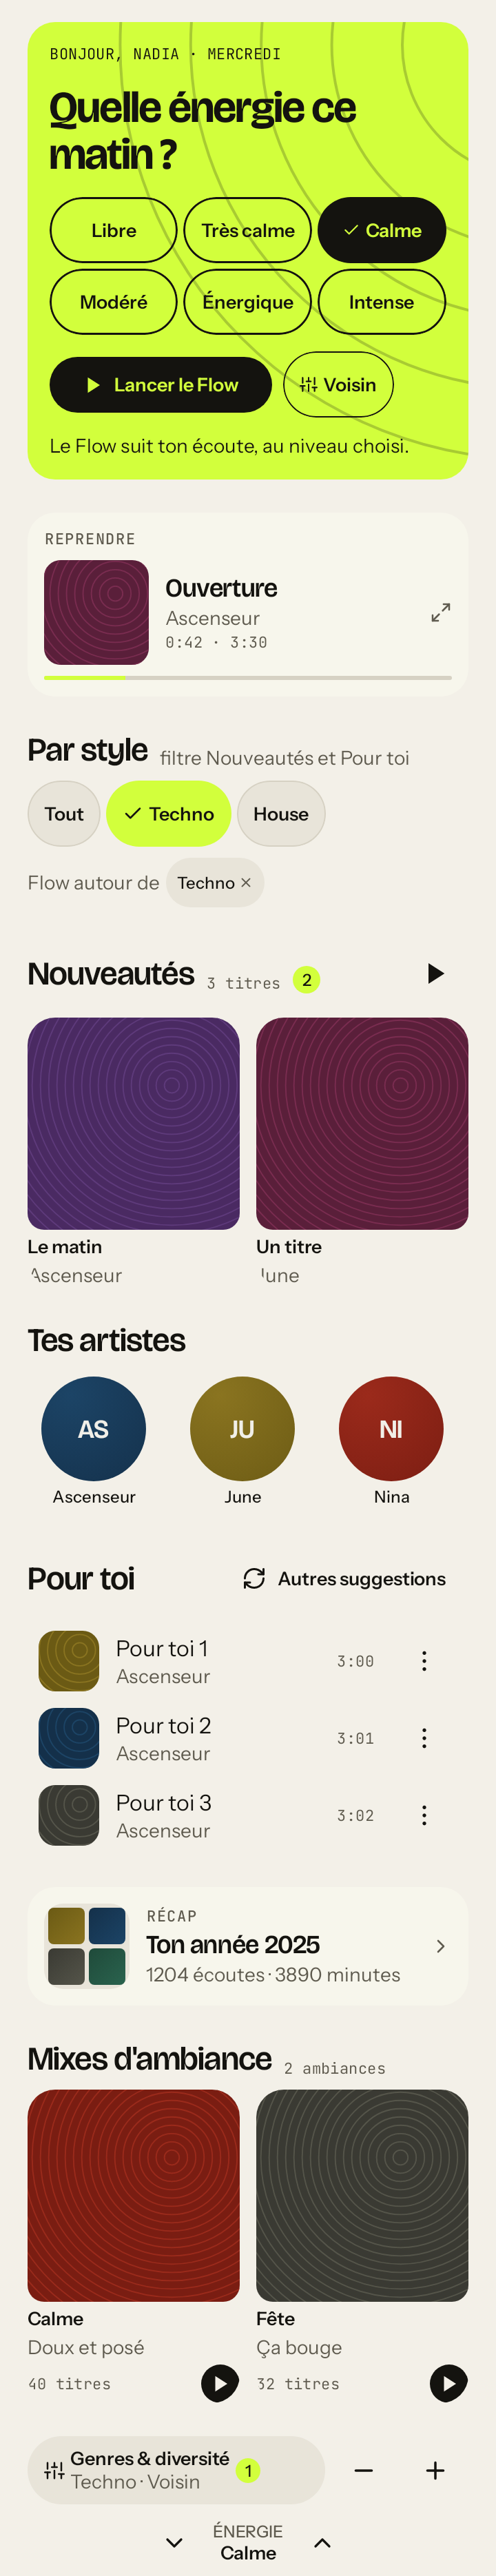 BONJOUR, NADIA · MERCREDI
Quelle énergie ce
matin ?
Libre
Très calme
Calme
Modéré
Énergique
Intense
Lancer le Flow
Voisin
Le Flow suit ton écoute, au niveau choisi.
REPRENDRE
Ouverture
Ascenseur
0:42 · 3:30
Par style filtre Nouveautés et Pour toi
Tout
Techno
House
Flow autour de Techno ×
Nouveautés 3 titres 2
Le matin
Ascenseur
Un titre
June
Tes artistes
AS
JU
NI
Ascenseur
June
Nina
Pour toi
Autres suggestions
Pour toi 1
Ascenseur
3:00
Pour toi 2
Ascenseur
3:01
Pour toi 3
Ascenseur
3:02
RÉCAP
Ton année 2025
1204 écoutes · 3890 minutes
Mixes d'ambiance 2 ambiances
Calme
Doux et posé
40 titres
Fête
Ça bouge
32 titres
Genres & diversité
Techno · Voisin
1
ÉNERGIE
Calme